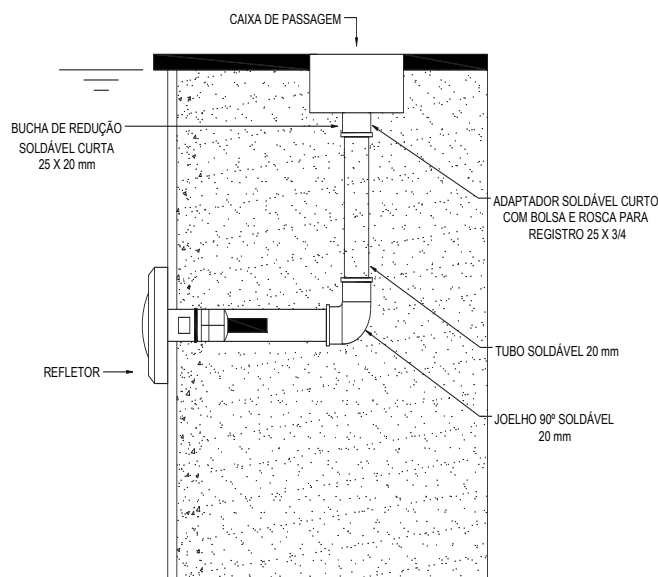 CAIXA DE PASSAGEM
BUCHA DE REDUÇÃO
SOLDÁVEL CURTA
25 X 20 mm
ADAPTADOR SOLDÁVEL CURTO
COM BOLSA E ROSCA PARA
REGISTRO 25 X 3/4
TUBO SOLDÁVEL 20 mm
REFLETOR
JOELHO 90º SOLDÁVEL
20 mm